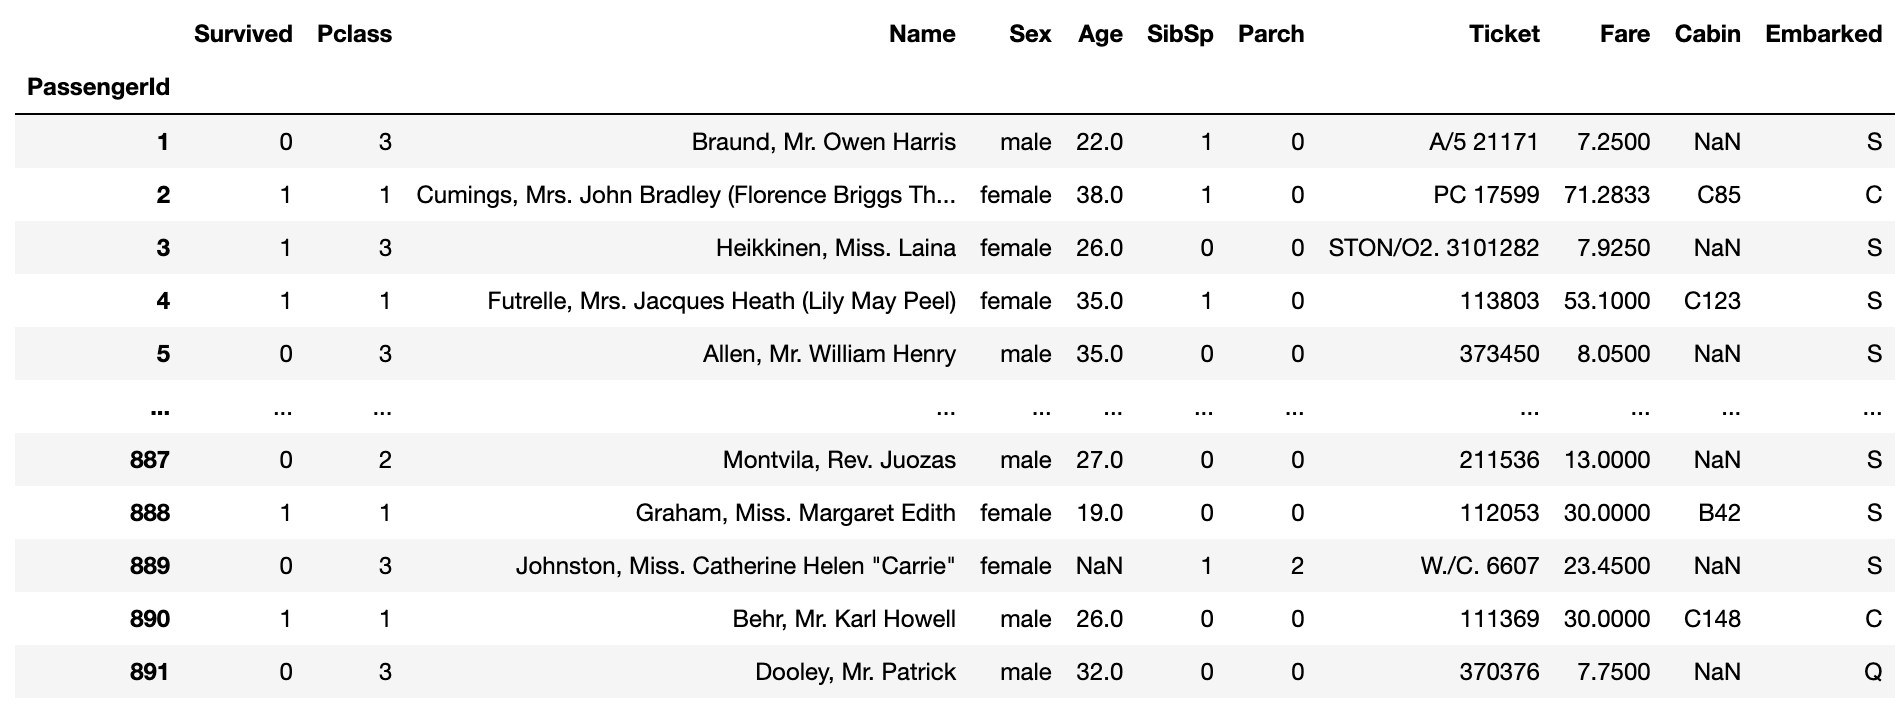 Survived Pclass Name Sex Age SibSp Parch Ticket Fare Cabin Embarked
PassengerId
1 0 3 Braund, Mr. Owen Harris male 22.0 1 0 A/5 21171 7.2500 NaN S
2 1 1 Cumings, Mrs. John Bradley (Florence Briggs Th... female 38.0 1 0 PC 17599 71.2833 C85 C
3 1 3 Heikkinen, Miss. Laina female 26.0 0 0 STON/O2. 3101282 7.9250 NaN S
4 1 1 Futrelle, Mrs. Jacques Heath (Lily May Peel) female 35.0 1 0 113803 53.1000 C123 S
5 0 3 Allen, Mr. William Henry male 35.0 0 0 373450 8.0500 NaN S
... ... ... ... ... ... ... ... ... ... ... ...
887 0 2 Montvila, Rev. Juozas male 27.0 0 0 211536 13.0000 NaN S
888 1 1 Graham, Miss. Margaret Edith female 19.0 0 0 112053 30.0000 B42 S
889 0 3 Johnston, Miss. Catherine Helen "Carrie" female NaN 1 2 W./C. 6607 23.4500 NaN S
890 1 1 Behr, Mr. Karl Howell male 26.0 0 0 111369 30.0000 C148 C
891 0 3 Dooley, Mr. Patrick male 32.0 0 0 370376 7.7500 NaN Q